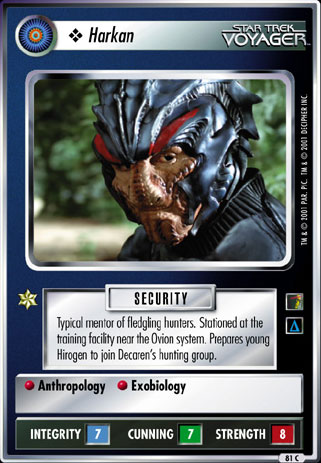 ❖ Harkan
STAR TREK
VOYAGER
TM & © 2001 PAR. P.C. TM & © 2001 DECIPHER INC.
SECURITY
Typical mentor of fledgling hunters. Stationed at the
training facility near the Ovion system. Prepares young
Hirogen to join Decaren's hunting group.
Anthropology Exobiology
INTEGRITY 7 CUNNING 7 STRENGTH 8
81 C